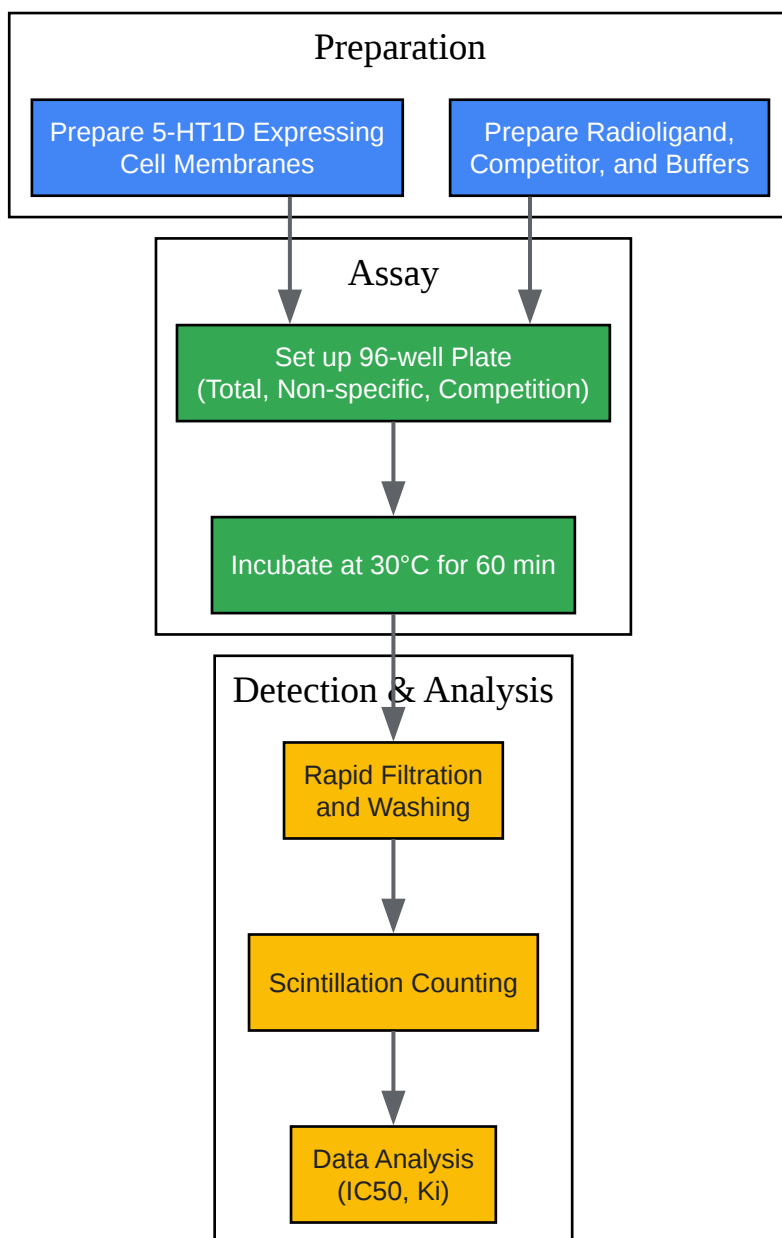 Preparation
Prepare 5-HT1D Expressing
Cell Membranes
Prepare Radioligand,
Competitor, and Buffers
Assay
Set up 96-well Plate
(Total, Non-specific, Competition)
Incubate at 30°C for 60 min
Detection & Analysis
Rapid Filtration
and Washing
Scintillation Counting
Data Analysis
(IC50, Ki)